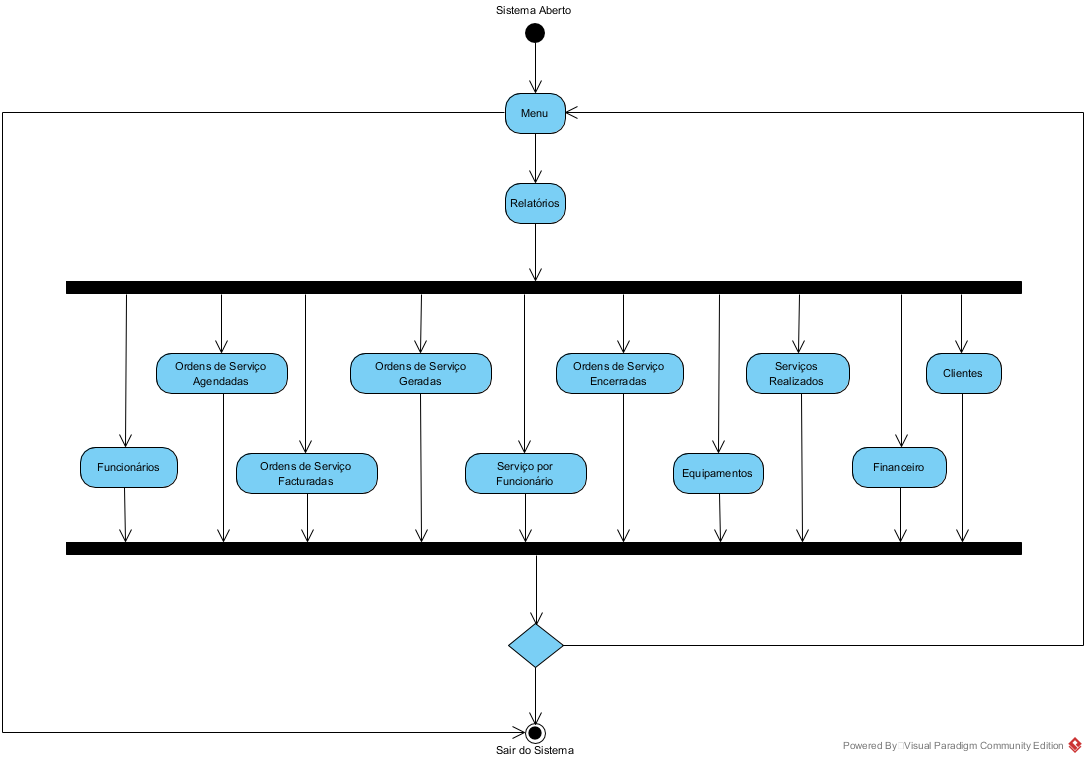 Sistema Aberto
Menu
Relatórios
Ordens de Serviço
Agendadas
Ordens de Serviço
Geradas
Ordens de Serviço
Encerradas
Serviços
Realizados
Clientes
Funcionários
Ordens de Serviço
Facturadas
Serviço por
Funcionário
Equipamentos
Financeiro
Sair do Sistema
Powered By Visual Paradigm Community Edition